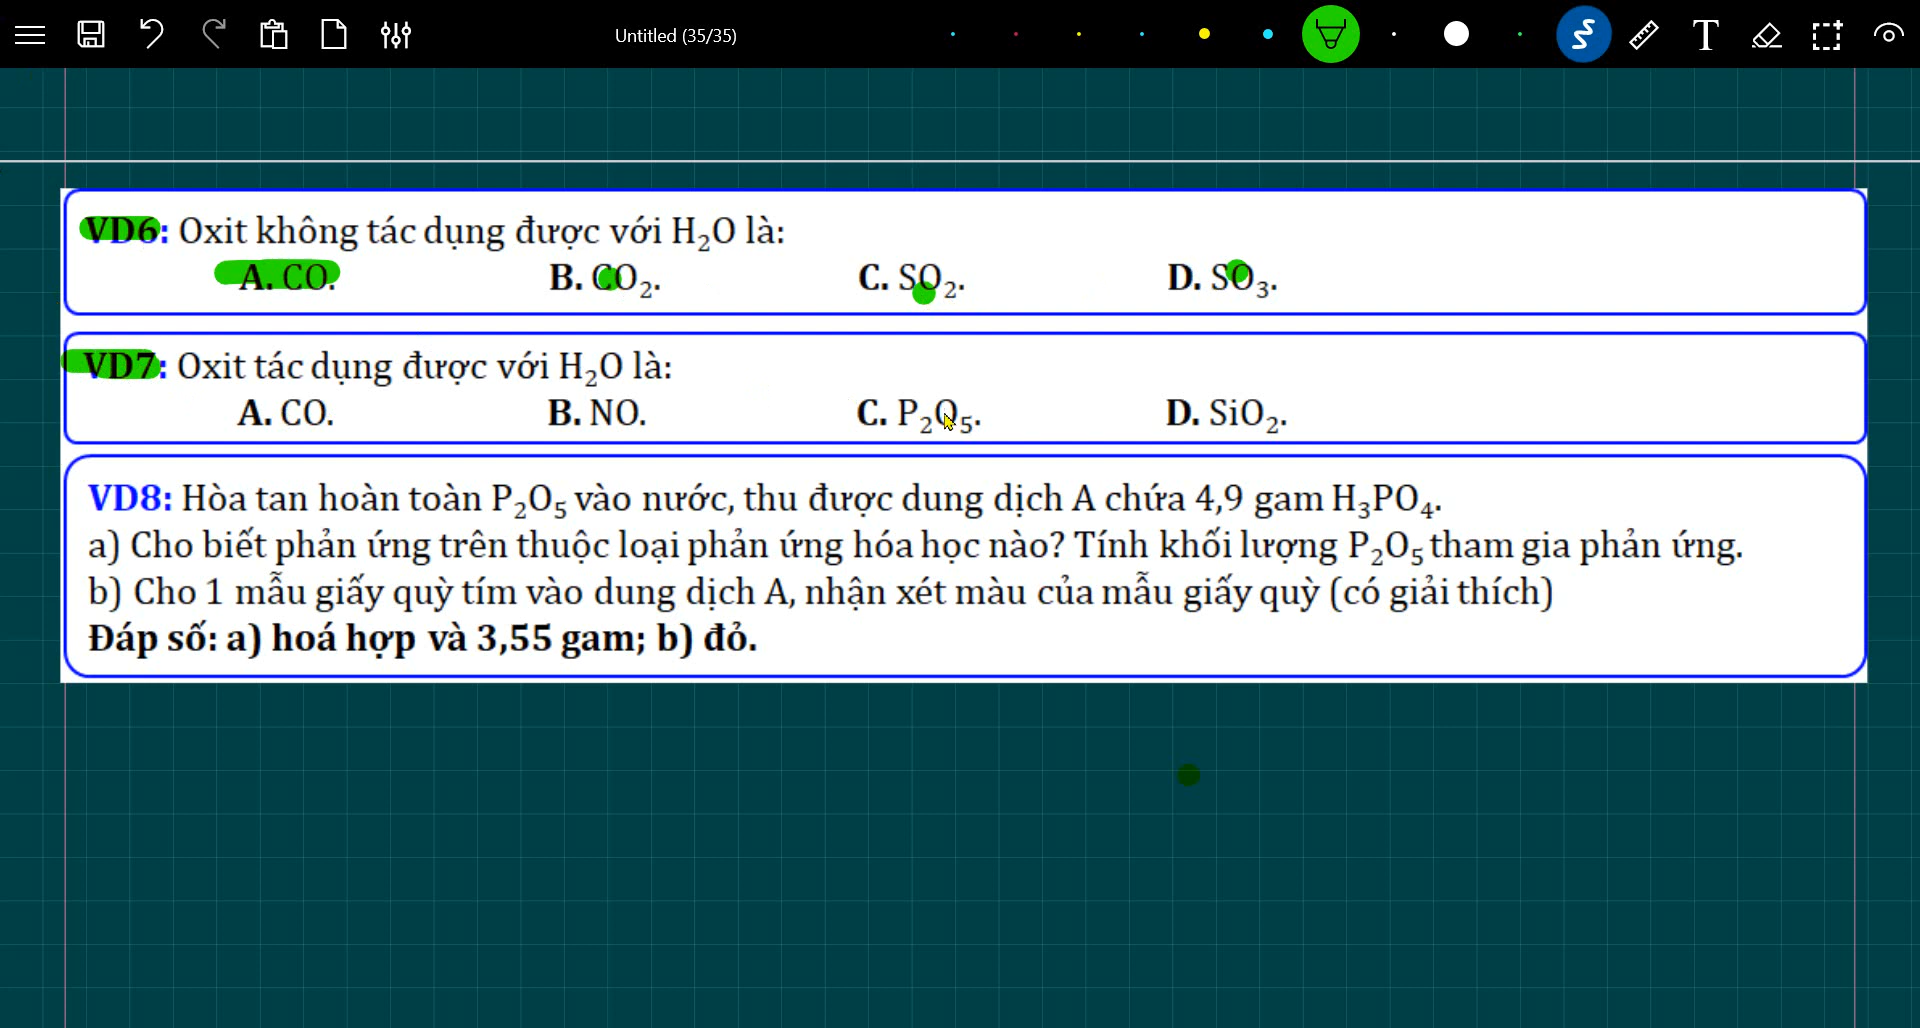 Untitled (35/35)
T
VD6: Oxit không tác dụng được với H₂O là:
A. CO. B. CO₂. C. SO₂. D. SO₃.
VD7: Oxit tác dụng được với H₂O là:
A. CO. B. NO. C. P₂O₅. D. SiO₂.
VD8: Hòa tan hoàn toàn P₂O₅ vào nước, thu được dung dịch A chứa 4,9 gam H₃PO₄.
a) Cho biết phản ứng trên thuộc loại phản ứng hóa học nào? Tính khối lượng P₂O₅ tham gia phản ứng.
b) Cho 1 mẫu giấy quỳ tím vào dung dịch A, nhận xét màu của mẫu giấy quỳ (có giải thích)
Đáp số: a) hoá hợp và 3,55 gam; b) đỏ.